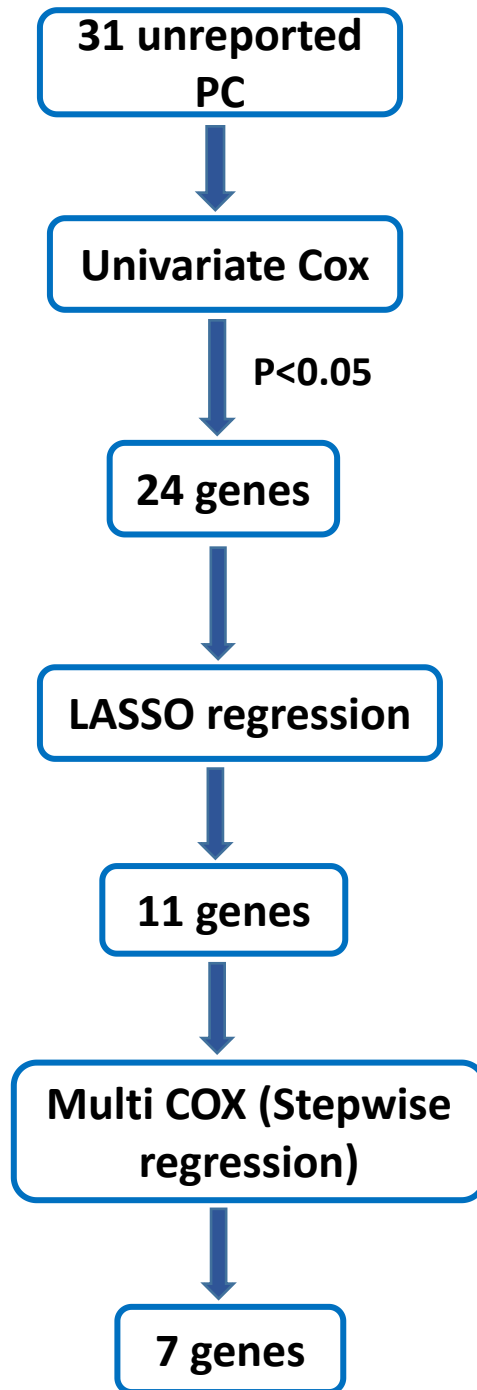 31 unreported
PC
Univariate Cox
P<0.05
24 genes
LASSO regression
11 genes
Multi COX (Stepwise
regression)
7 genes